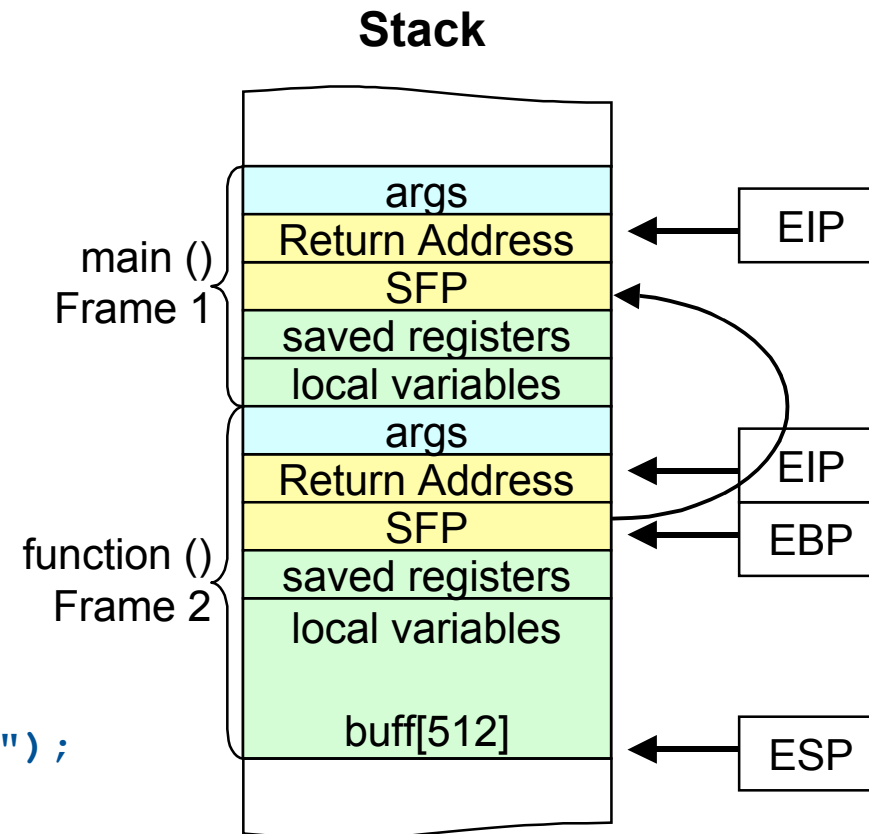 Stack
args
Return Address
EIP
main ()
Frame 1
SFP
saved registers
local variables
args
Return Address
EIP
SFP
EBP
function ()
Frame 2
saved registers
local variables
buff[512]
");
ESP